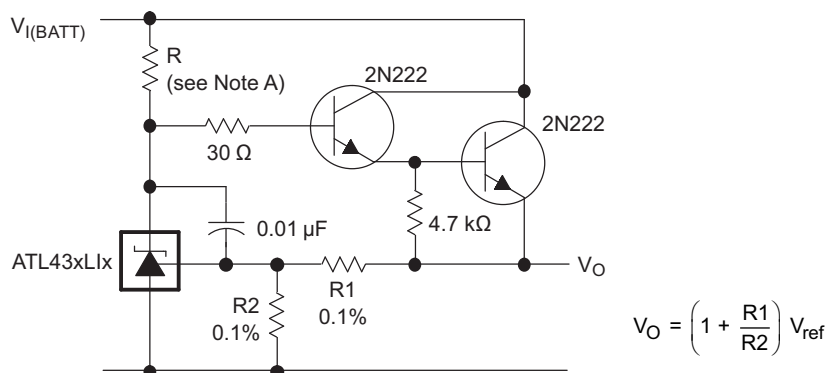 V_I(BATT)
R
(see Note A)
2N222
2N222
30 Ω
4.7 kΩ
0.01 µF
ATL43xLIx
V_O
R2
0.1%
R1
0.1%
V_O = (1 + R1/R2) V_ref